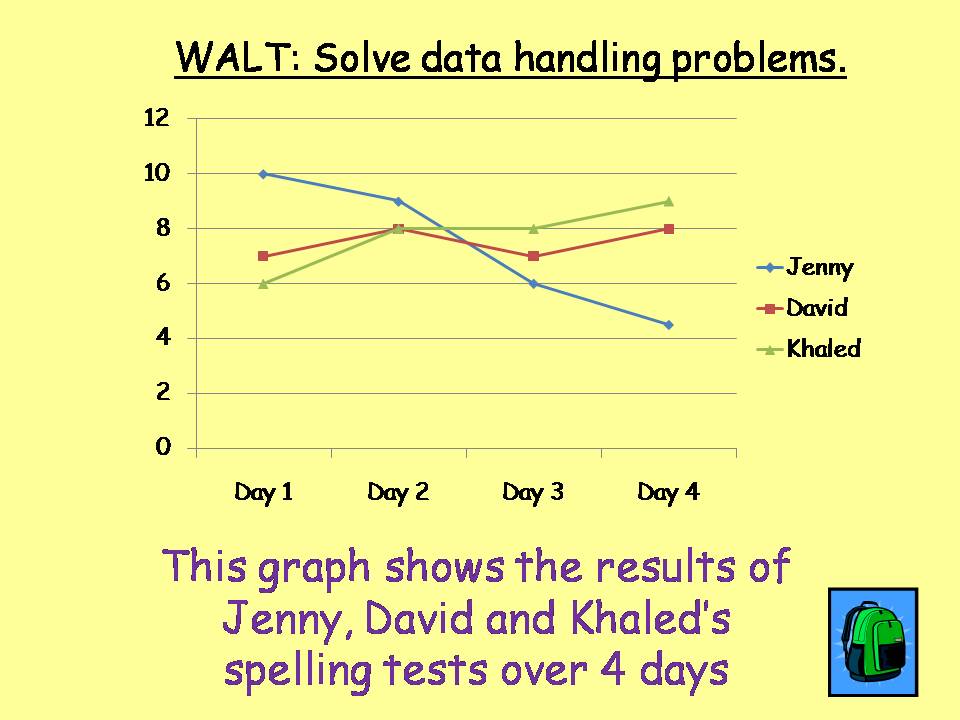 WALT: Solve data handling problems.
12
10
8
6
4
2
0
Day 1 Day 2 Day 3 Day 4
Jenny
David
Khaled
This graph shows the results of
Jenny, David and Khaled's
spelling tests over 4 days